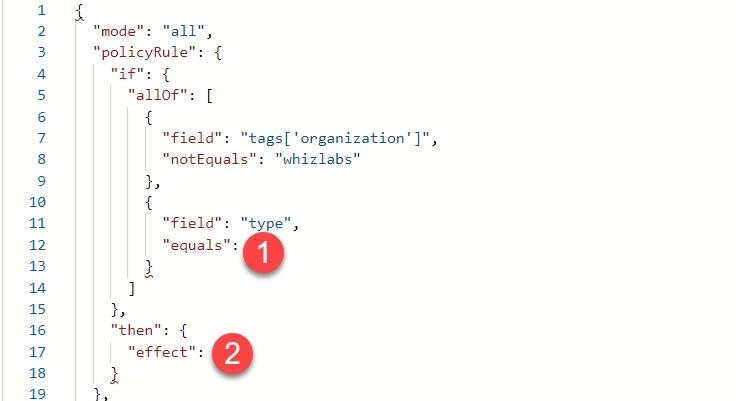 1 {
2 "mode": "all",
3 "policyRule": {
4 "if": {
5 "allOf": [
6 {
7 "field": "tags['organization']",
8 "notEquals": "whizlabs"
9 },
10 {
11 "field": "type",
12 "equals": 1
13 }
14 ]
15 },
16 "then": {
17 "effect": 2
18 }
19 },